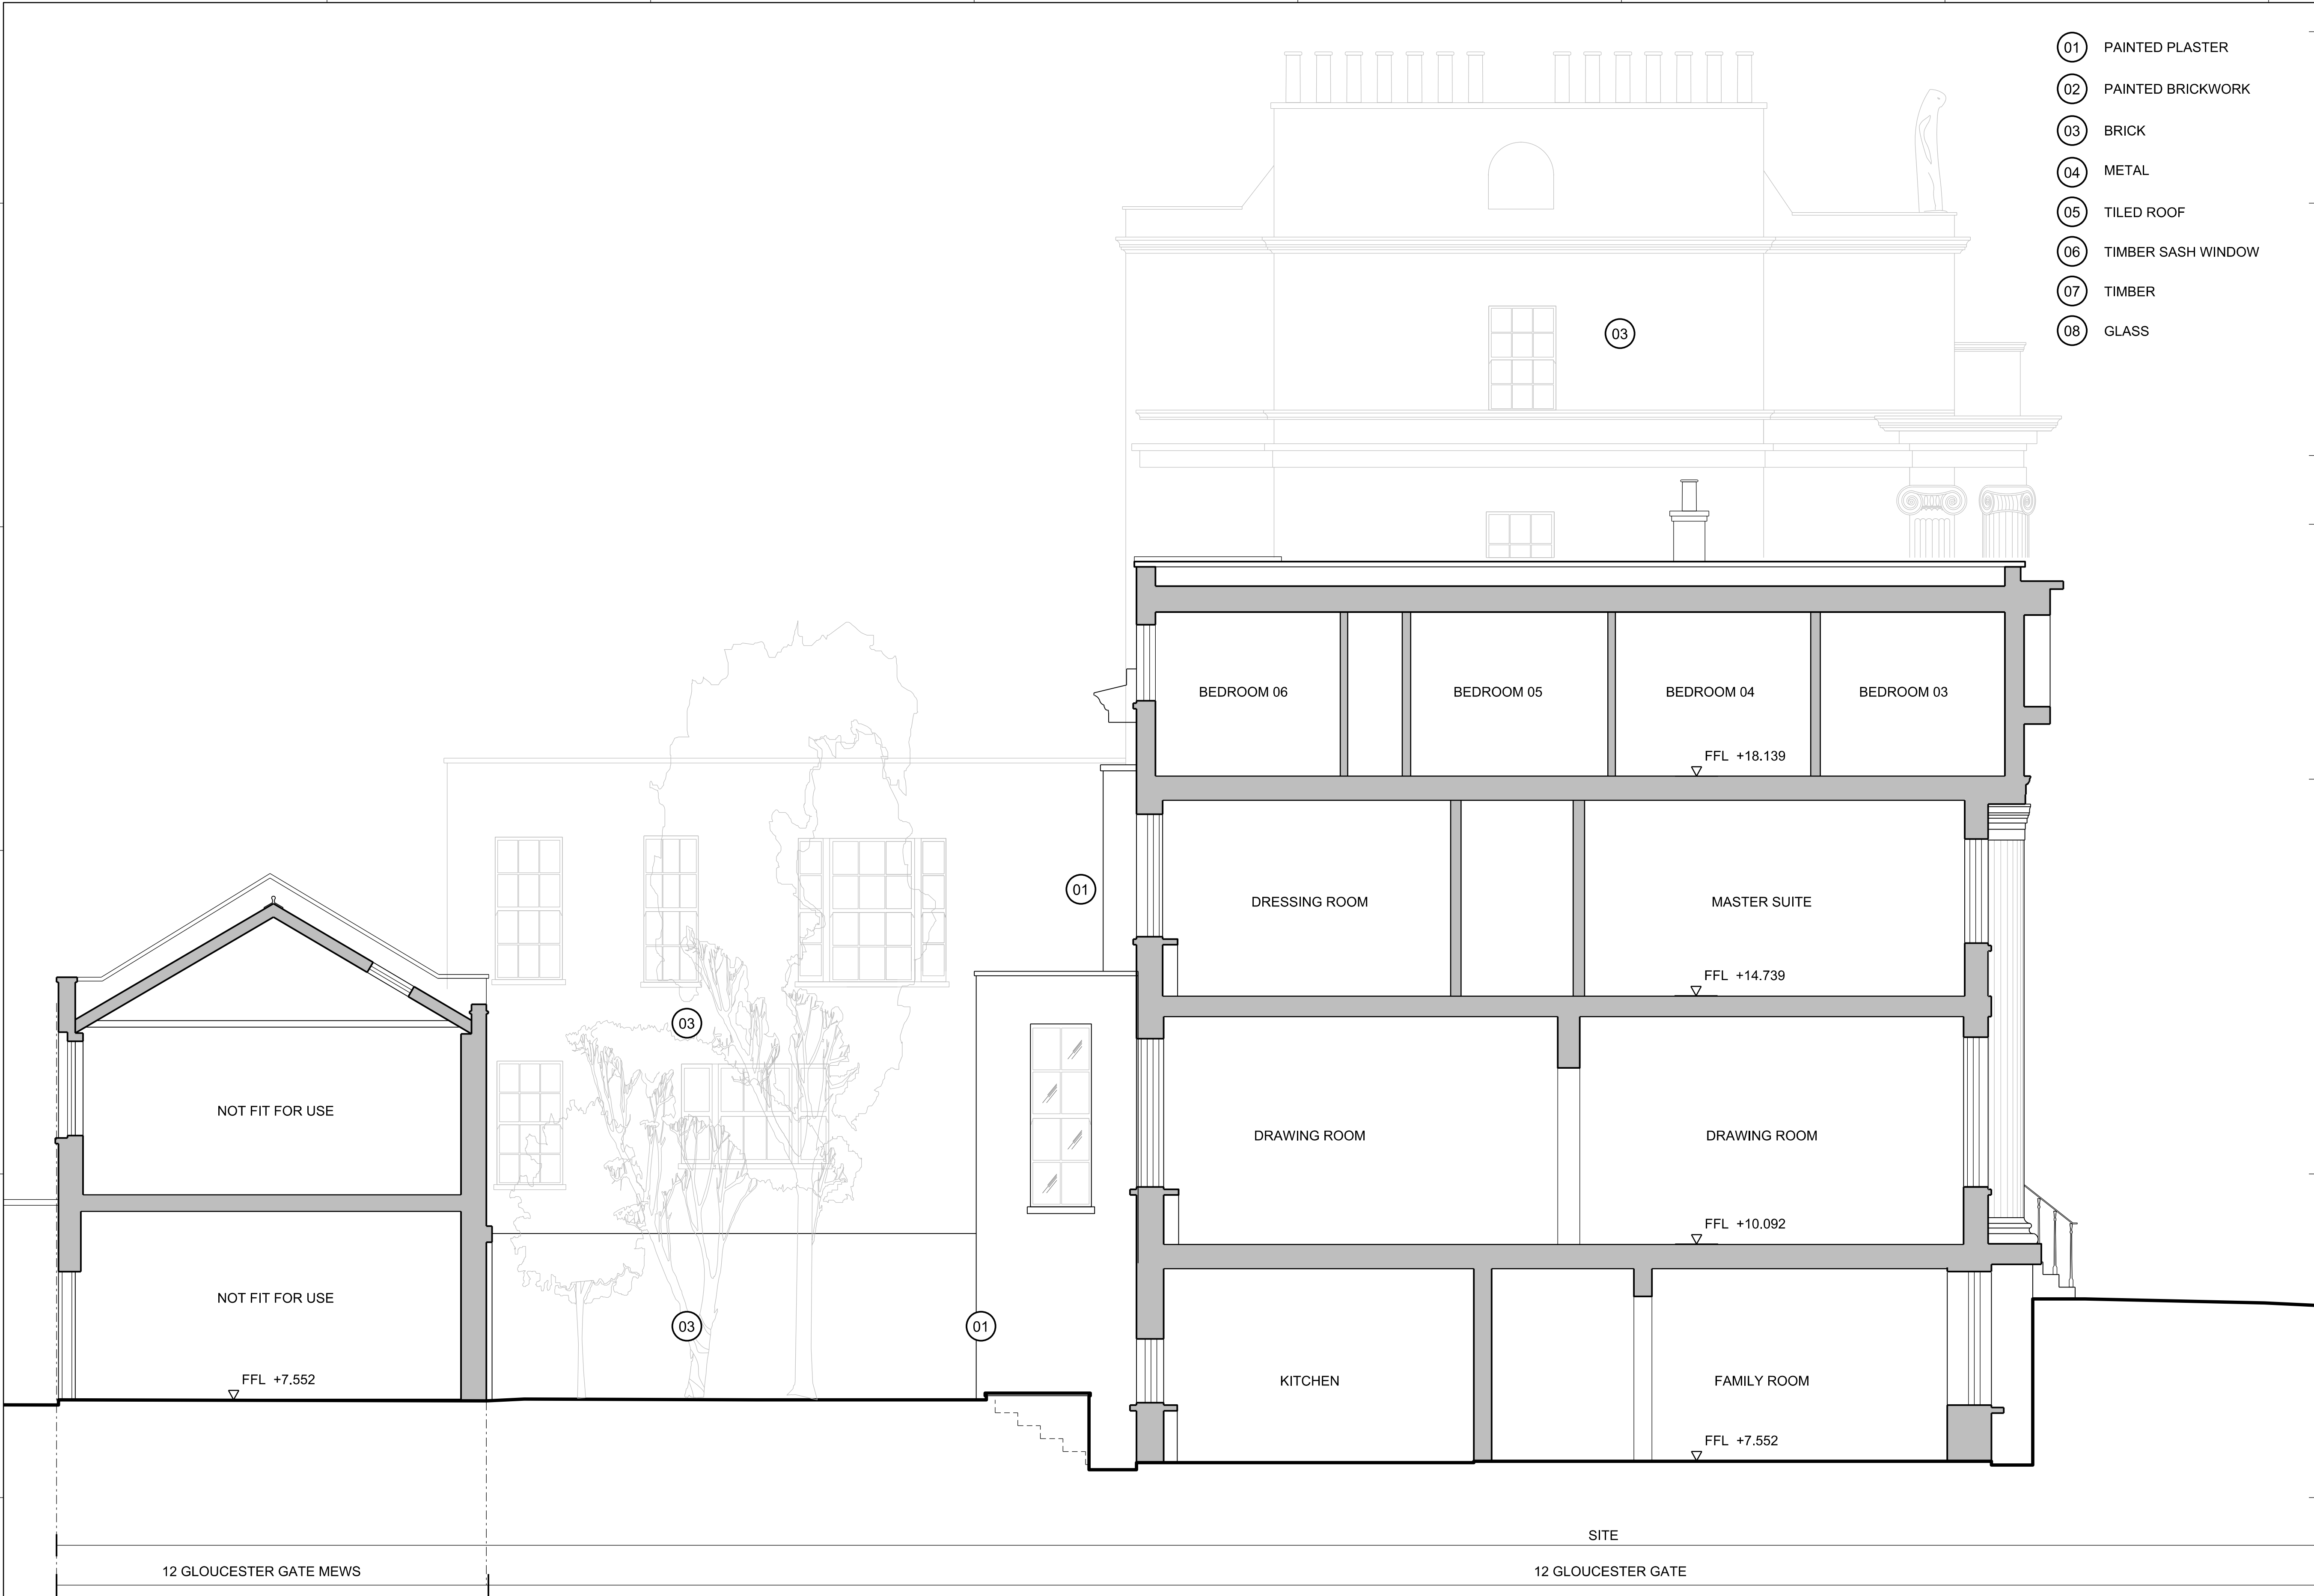 01 PAINTED PLASTER
02 PAINTED BRICKWORK
03 BRICK
04 METAL
05 TILED ROOF
06 TIMBER SASH WINDOW
07 TIMBER
08 GLASS
03
BEDROOM 06 BEDROOM 05 BEDROOM 04 BEDROOM 03
FFL +18.139
01
DRESSING ROOM MASTER SUITE
FFL +14.739
03
NOT FIT FOR USE
DRAWING ROOM DRAWING ROOM
FFL +10.092
NOT FIT FOR USE
03
01
FFL +7.552
KITCHEN FAMILY ROOM
FFL +7.552
SITE
12 GLOUCESTER GATE MEWS 12 GLOUCESTER GATE